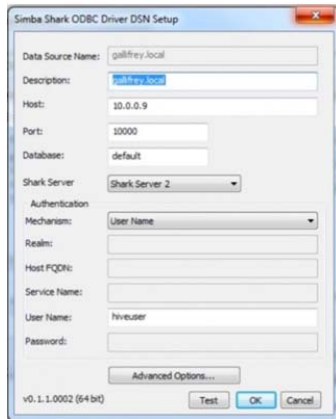 Simba Shark ODBC Driver DSN Setup
Data Source Name: gallifrey.local
Description: gallifrey.local
Host: 10.0.0.9
Port: 10000
Database: default
Shark Server Shark Server 2
Authentication
Mechanism: User Name
Realm:
Host FQDN:
Service Name:
User Name: hiveuser
Password:
Advanced Options...
v0.1.1.0002 (64 bit) Test OK Cancel